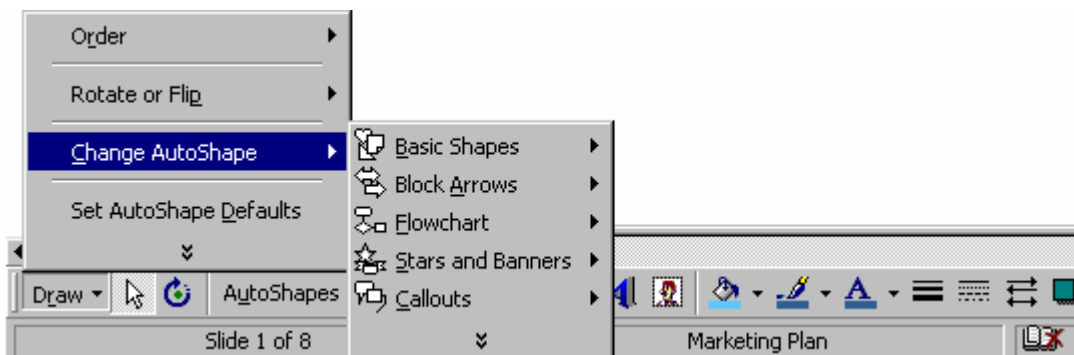 Order
Rotate or Flip
Change AutoShape
Set AutoShape Defaults
Basic Shapes
Block Arrows
Flowchart
Stars and Banners
Callouts
Draw
AutoShapes
A
Slide 1 of 8
Marketing Plan